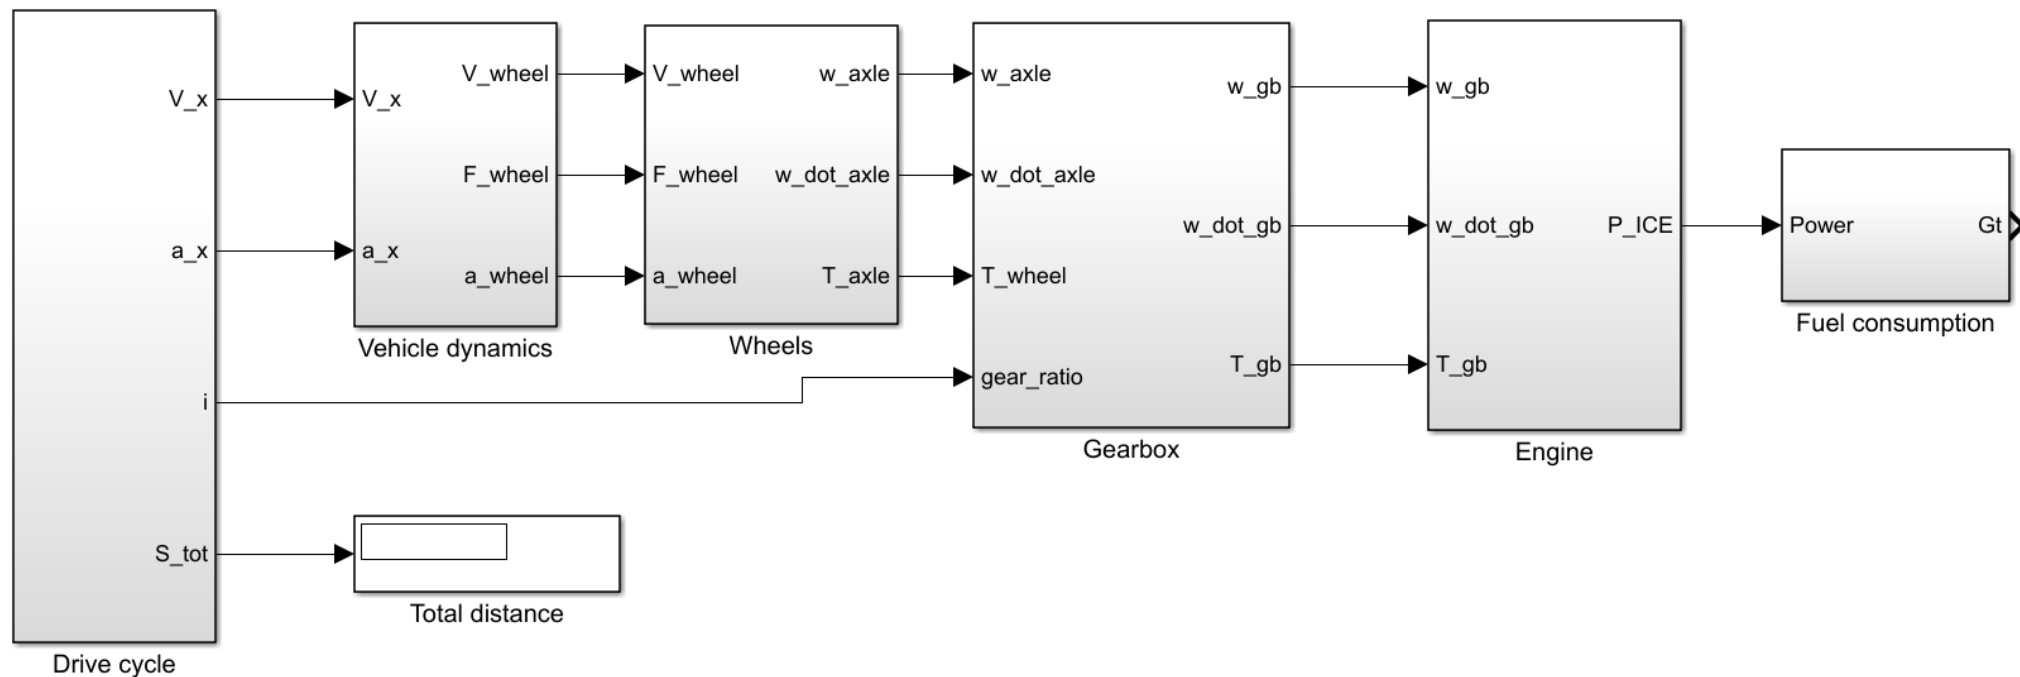 V_x
a_x
i
S_tot
Drive cycle
V_x
a_x
V_wheel
F_wheel
a_wheel
Vehicle dynamics
V_wheel
F_wheel
a_wheel
w_axle
w_dot_axle
T_axle
Wheels
w_axle
w_dot_axle
T_wheel
gear_ratio
w_gb
w_dot_gb
T_gb
Gearbox
w_gb
w_dot_gb
T_gb
P_ICE
Engine
Power
Gt
Fuel consumption
Total distance